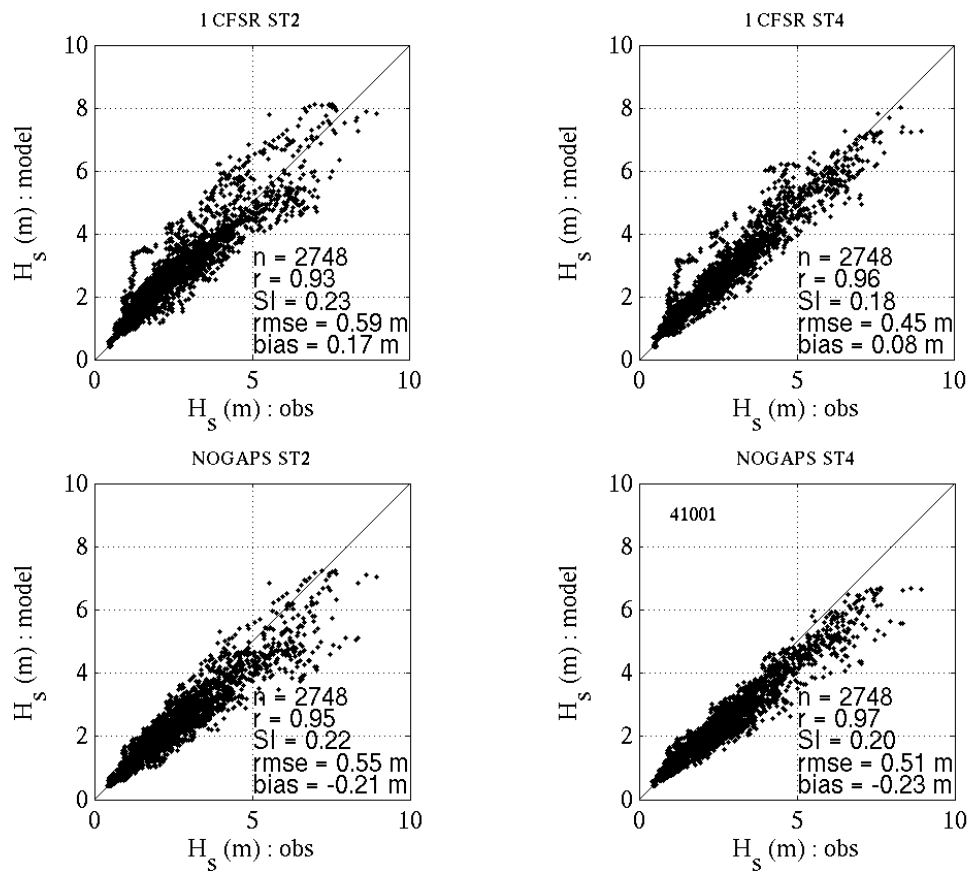 1 CFSR ST2
10
8
6
4
2
0
H_s (m) : model
n = 2748
r = 0.93
SI = 0.23
rmse = 0.59 m
bias = 0.17 m
0 5 10
H_s (m) : obs
1 CFSR ST4
10
8
6
4
2
0
H_s (m) : model
n = 2748
r = 0.96
SI = 0.18
rmse = 0.45 m
bias = 0.08 m
0 5 10
H_s (m) : obs
NOGAPS ST2
10
8
6
4
2
0
H_s (m) : model
n = 2748
r = 0.95
SI = 0.22
rmse = 0.55 m
bias = -0.21 m
0 5 10
H_s (m) : obs
NOGAPS ST4
41001
10
8
6
4
2
0
H_s (m) : model
n = 2748
r = 0.97
SI = 0.20
rmse = 0.51 m
bias = -0.23 m
0 5 10
H_s (m) : obs